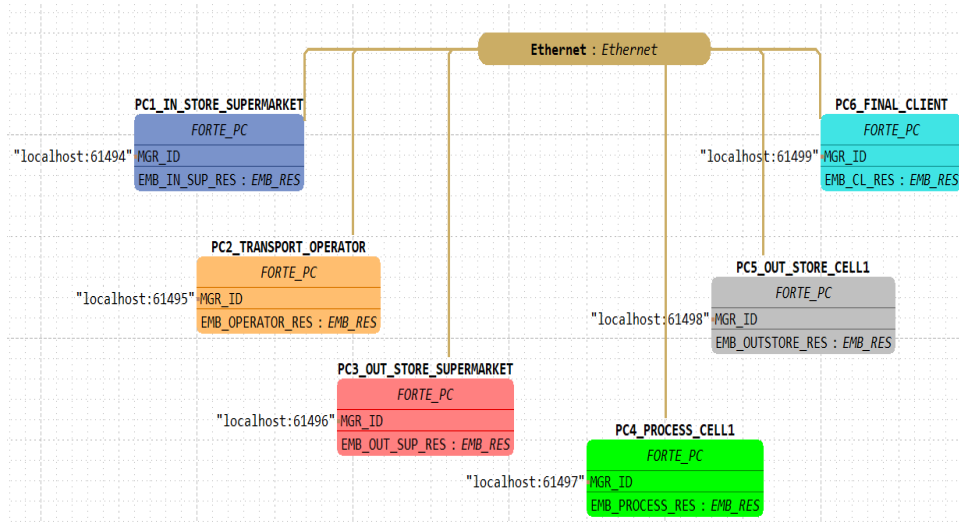 Ethernet : Ethernet
PC1_IN_STORE_SUPERMARKET
FORTE_PC
"localhost:61494" MGR_ID
EMB_IN_SUP_RES : EMB_RES
PC6_FINAL_CLIENT
FORTE_PC
"localhost:61499" MGR_ID
EMB_CL_RES : EMB_RES
PC2_TRANSPORT_OPERATOR
FORTE_PC
"localhost:61495" MGR_ID
EMB_OPERATOR_RES : EMB_RES
PC5_OUT_STORE_CELL1
FORTE_PC
"localhost:61498" MGR_ID
EMB_OUTSTORE_RES : EMB_RES
PC3_OUT_STORE_SUPERMARKET
FORTE_PC
"localhost:61496" MGR_ID
EMB_OUT_SUP_RES : EMB_RES
PC4_PROCESS_CELL1
FORTE_PC
"localhost:61497" MGR_ID
EMB_PROCESS_RES : EMB_RES